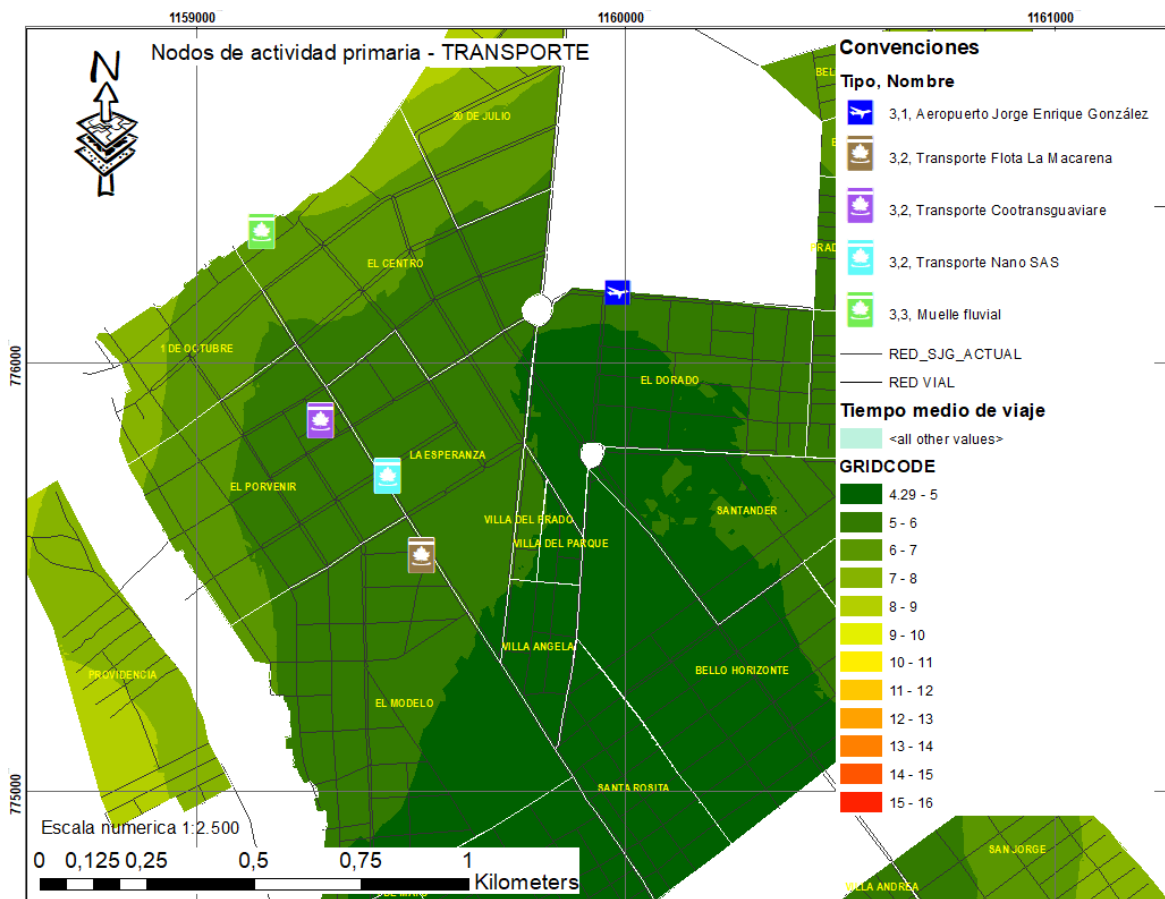 1159000
1160000
1161000
Nodos de actividad primaria - TRANSPORTE
N
776000
775000
20 DE JULIO
EL CENTRO
1 DE OCTUBRE
EL DORADO
LA ESPERANZA
EL PORVENIR
VILLA DEL PRADO
SANTANDER
VILLA DEL PARQUE
VILLA ANGELA
BELLO HORIZONTE
PROVIDENCIA
EL MODELO
SANTA ROSITA
SAN JORGE
VILLA ANDREA
Convenciones
Tipo, Nombre
3,1, Aeropuerto Jorge Enrique González
3,2, Transporte Flota La Macarena
3,2, Transporte Cootransguaviare
3,2, Transporte Nano SAS
3,3, Muelle fluvial
RED_SJG_ACTUAL
RED VIAL
Tiempo medio de viaje
<all other values>
GRIDCODE
4.29 - 5
5 - 6
6 - 7
7 - 8
8 - 9
9 - 10
10 - 11
11 - 12
12 - 13
13 - 14
14 - 15
15 - 16
Escala numerica 1:2.500
0 0,125 0,25 0,5 0,75 1
Kilometers